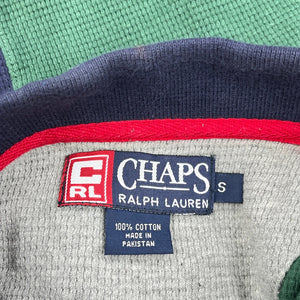 C
RL
CHAPS
RALPH LAUREN
S
100% COTTON
MADE IN
PAKISTAN